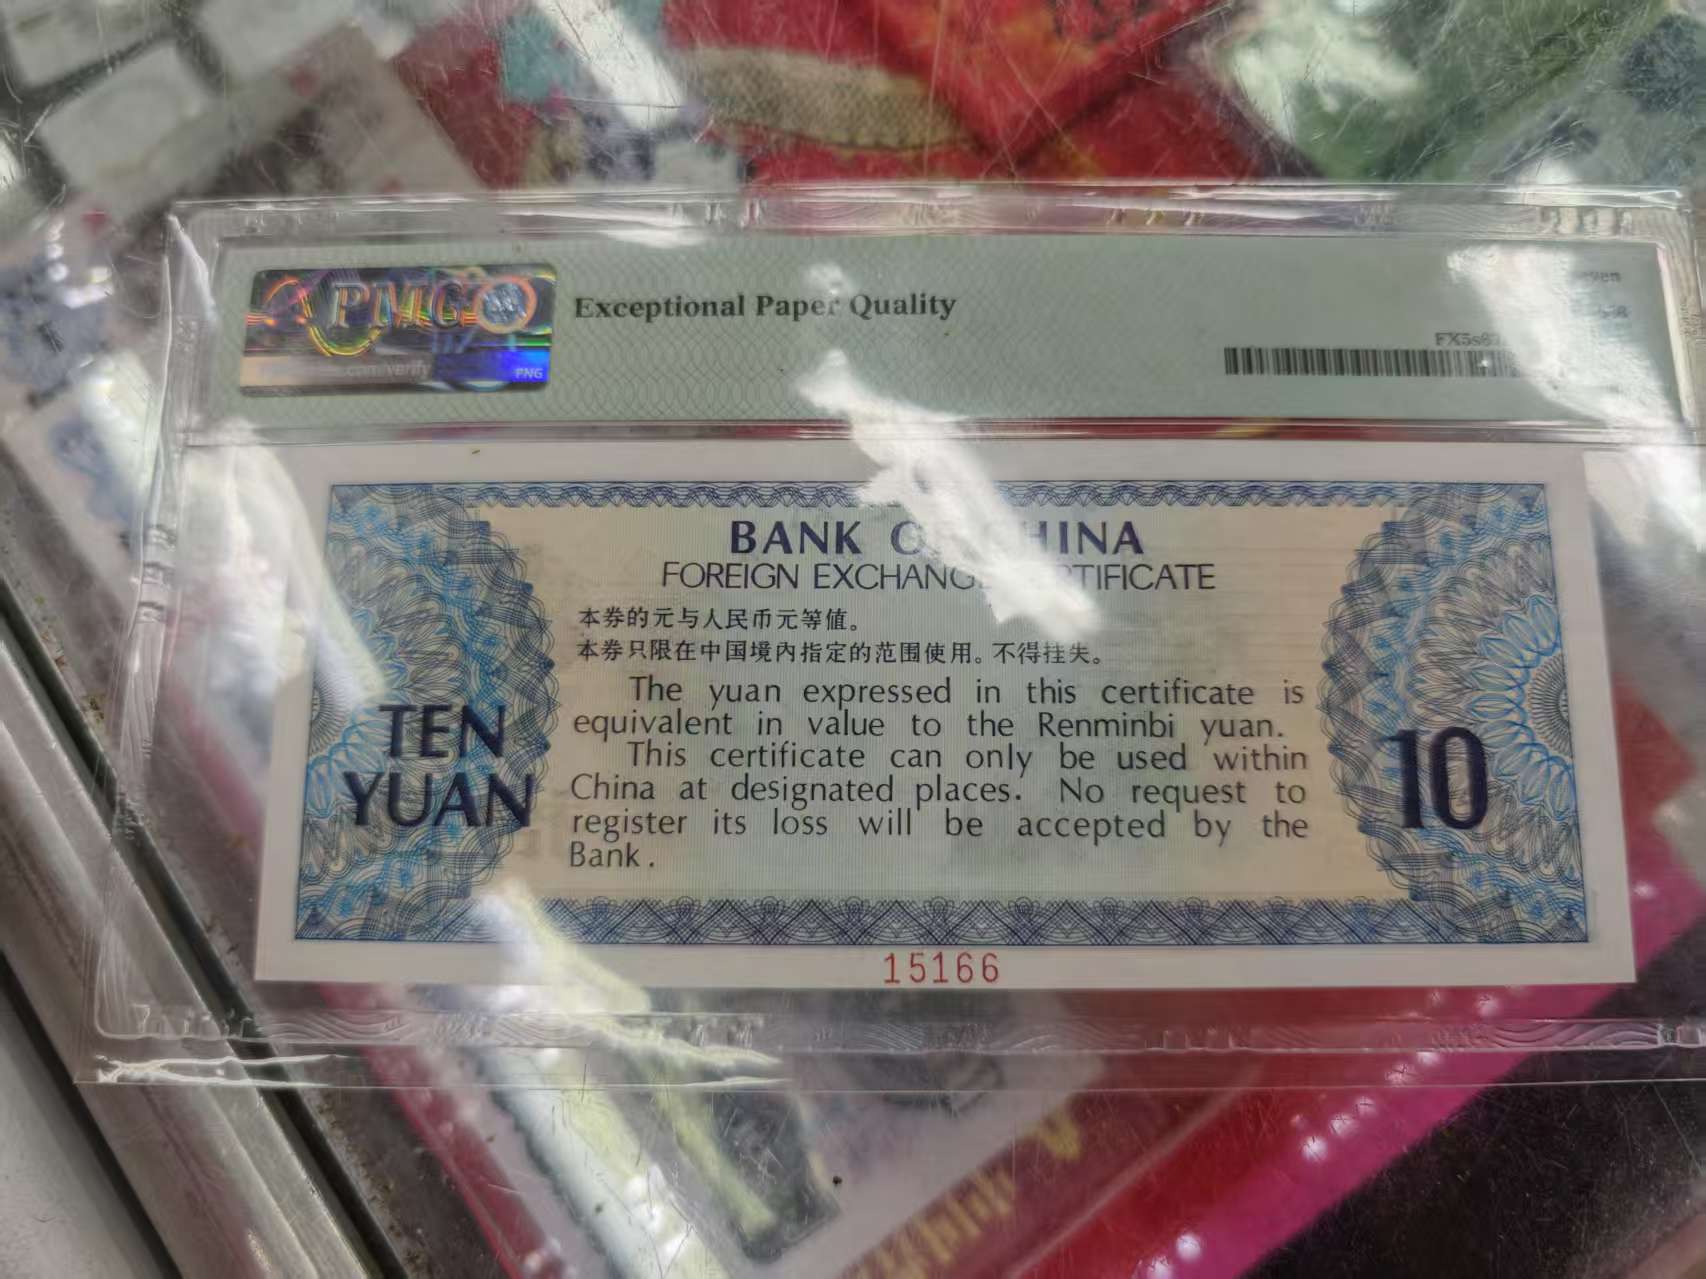 PMG
Exceptional Paper Quality
PNG
BANK CHINA
FOREIGN EXCHANGE CERTIFICATE
本券的元与人民币元等值。
本券只限在中国境内指定的范围使用。不得挂失。
The yuan expressed in this certificate is
equivalent in value to the Renminbi yuan.
This certificate can only be used within
China at designated places. No request to
register its loss will be accepted by the
Bank.
TEN
YUAN
10
15166